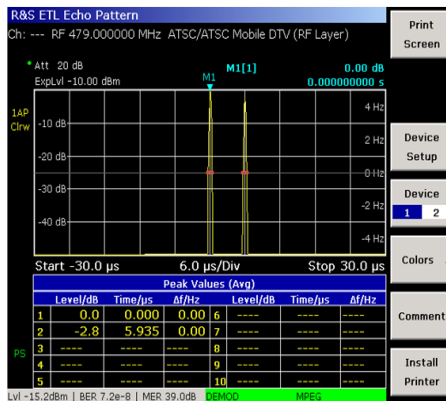 R&S ETL Echo Pattern
Ch: --- RF 479.000000 MHz ATSC/ATSC Mobile DTV (RF Layer)
Att 20 dB M1[1] 0.00 dB
ExpLvl -10.00 dBm M1 0.000000000 s
1AP
Clrw
4 Hz
-10 dB
2 Hz
-20 dB
0 Hz
-30 dB
-2 Hz
-40 dB
-4 Hz
Start -30.0 µs 6.0 µs/Div Stop 30.0 µs
Peak Values (Avg)
Level/dB Time/µs Δf/Hz Level/dB Time/µs Δf/Hz
1 0.0 0.000 0.00 6 ---- ---- ----
2 -2.8 5.935 0.00 7 ---- ---- ----
3 ---- ---- ---- 8 ---- ---- ----
4 ---- ---- ---- 9 ---- ---- ----
5 ---- ---- ---- 10 ---- ---- ----
PS
Lvl -15.2dBm | BER 7.2e-8 | MER 39.0dB DEMOD MPEG
Print
Screen
Device
Setup
Device
1 2
Colors
Comment
Install
Printer